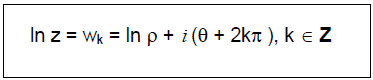 ln z = wₖ = ln ρ + i (θ + 2kπ ), k ∈ Z